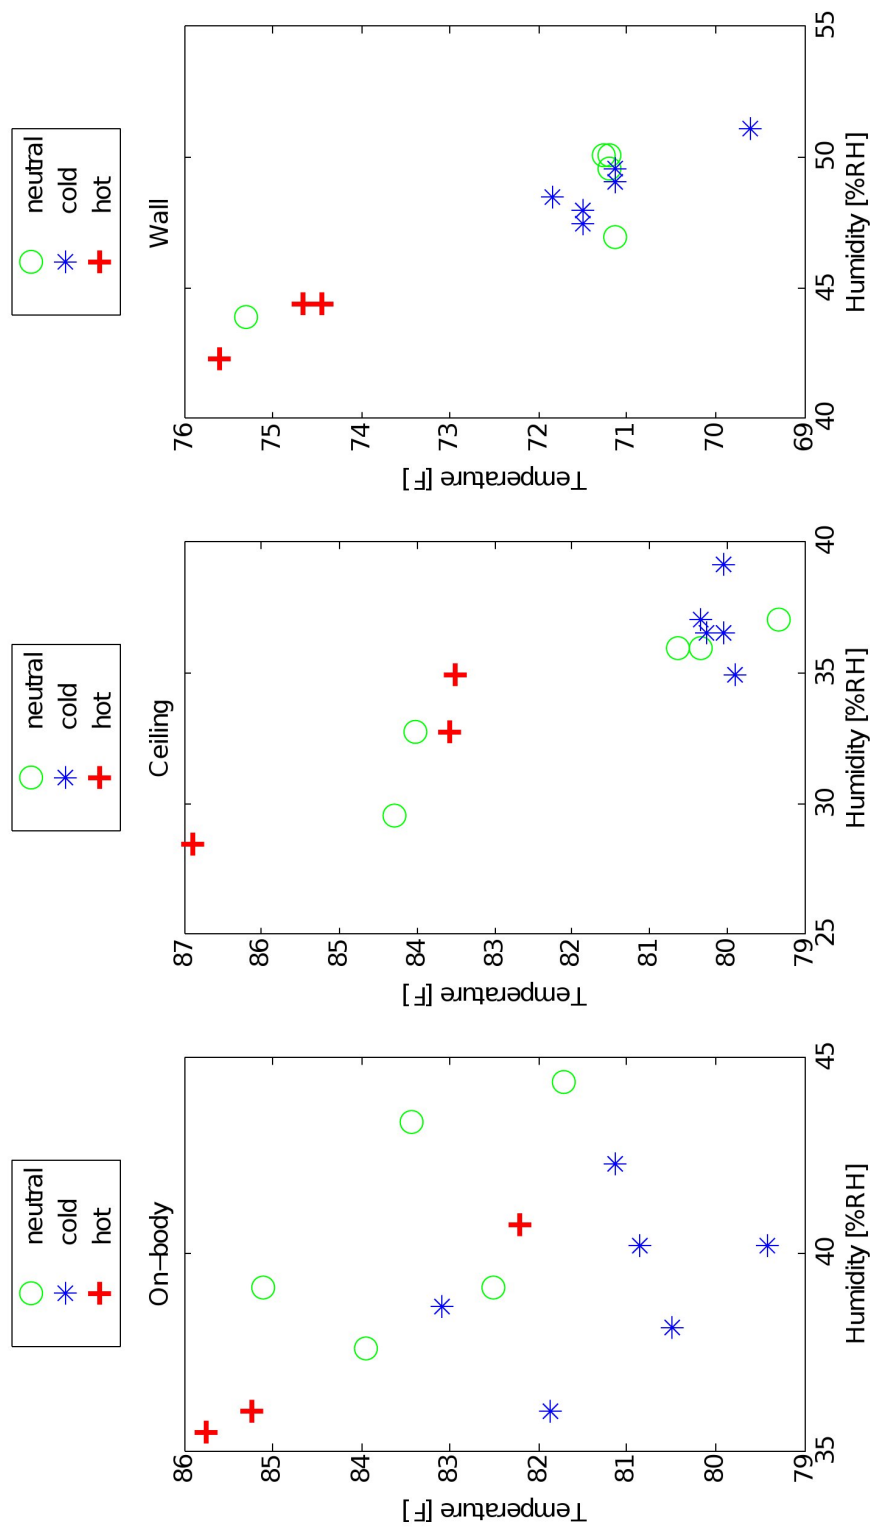 neutral
cold
hot
On−body
Temperature [F ]
86
85
84
83
82
81
80
79
35 40 45
Humidity [%RH]
neutral
cold
hot
Ceiling
Temperature [F ]
87
86
85
84
83
82
81
80
79
25 30 35 40
Humidity [%RH]
neutral
cold
hot
Wall
Temperature [F ]
76
75
74
73
72
71
70
69
40 45 50 55
Humidity [%RH]